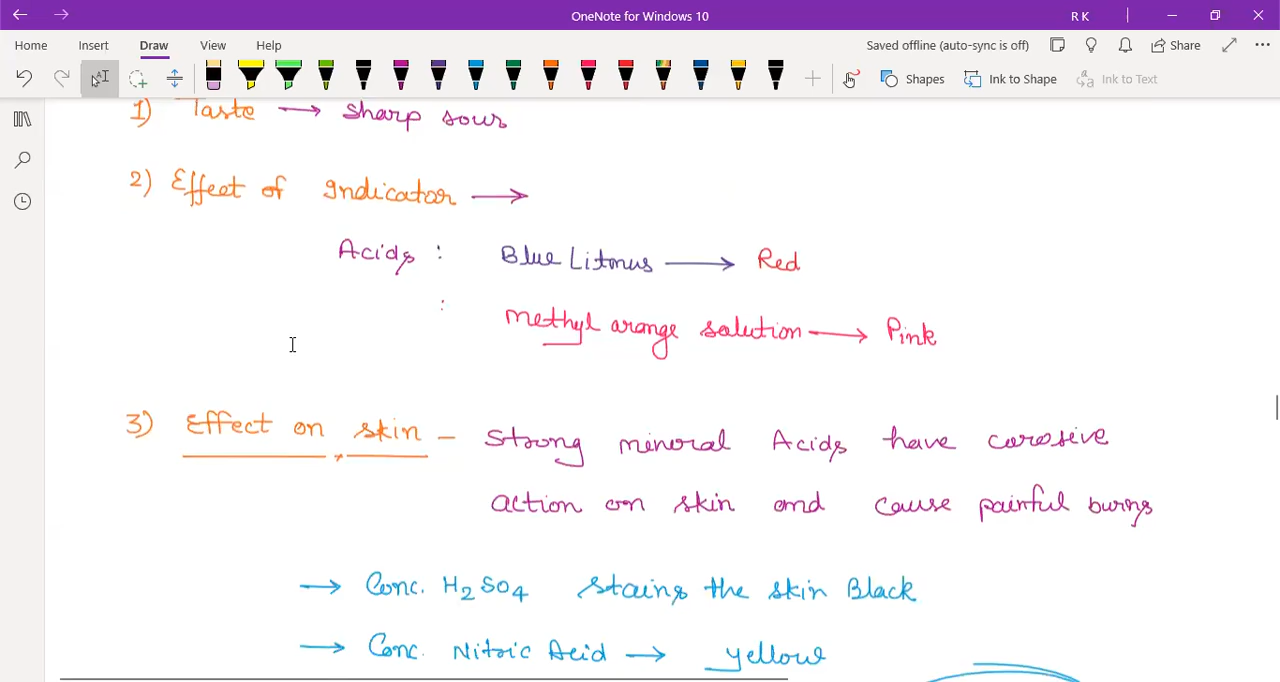 OneNote for Windows 10
R K
Home Insert Draw View Help
Saved offline (auto-sync is off) Share
Shapes Ink to Shape Ink to Text
1) Taste → sharp sour
2) Effect of Indicator →
Acids : Blue Litmus → Red
: methyl orange solution → Pink
3) Effect on skin - Strong mineral Acids have corosive
action on skin and cause painful burns
→ Conc. H2SO4 stains the skin Black
→ Conc. Nitric Acid → yellow